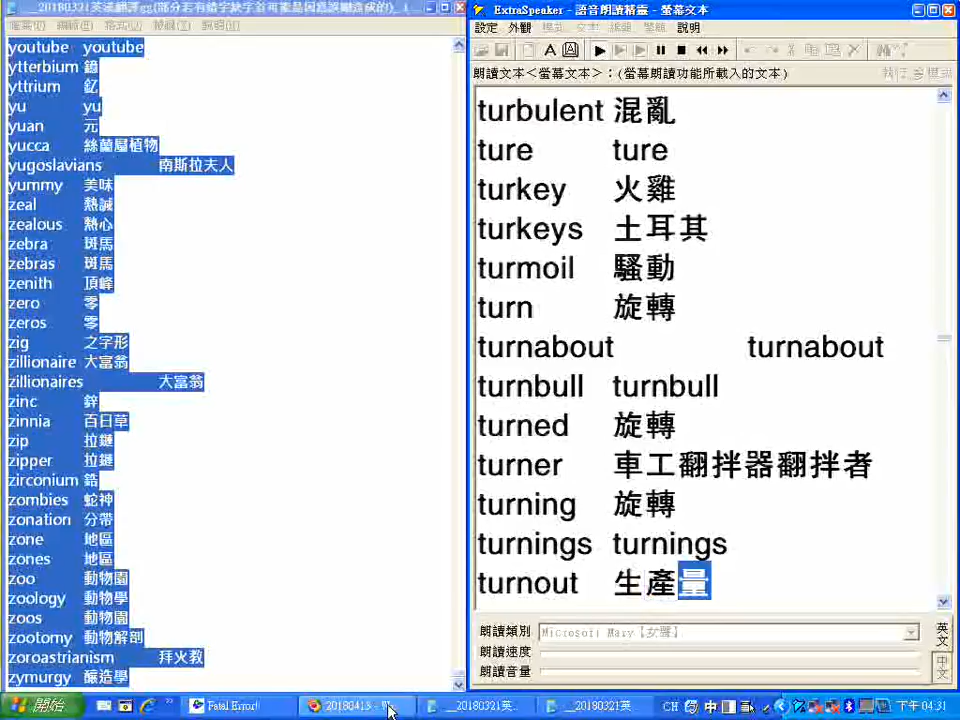 youtube youtube
ytterbium 鐿
yttrium 釔
yu yu
yuan 元
yucca 絲蘭屬植物
yugoslavians 南斯拉夫人
yummy 美味
zeal 熱誠
zealous 熱心
zebra 斑馬
zebras 斑馬
zenith 頂峰
zero 零
zeros 零
zig 之字形
zillionaire 大富翁
zillionaires 大富翁
zinc 鋅
zinnia 百日草
zip 拉鏈
zipper 拉鏈
zirconium 鋯
zombies 蛇神
zonation 分帶
zone 地區
zones 地區
zoo 動物園
zoology 動物學
zoos 動物園
zootomy 動物解剖
zoroastrianism 拜火教
zymurgy 釀造學
ExtraSpeaker - 語音朗讀精靈 - 螢幕文本
設定 外觀 文本 編輯 說明
朗讀文本<螢幕文本>：(螢幕朗讀功能所載入的文本)
turbulent 混亂
ture ture
turkey 火雞
turkeys 土耳其
turmoil 騷動
turn 旋轉
turnabout turnabout
turnbull turnbull
turned 旋轉
turner 車工翻拌器翻拌者
turning 旋轉
turnings turnings
turnout 生產量
朗讀類別 Microsoft Mary【女聲】
朗讀速度
朗讀音量
英文
中文
開始 Fatal Error! 20180413 - __20180321英 __20180321英 CH 中 下午 04:31